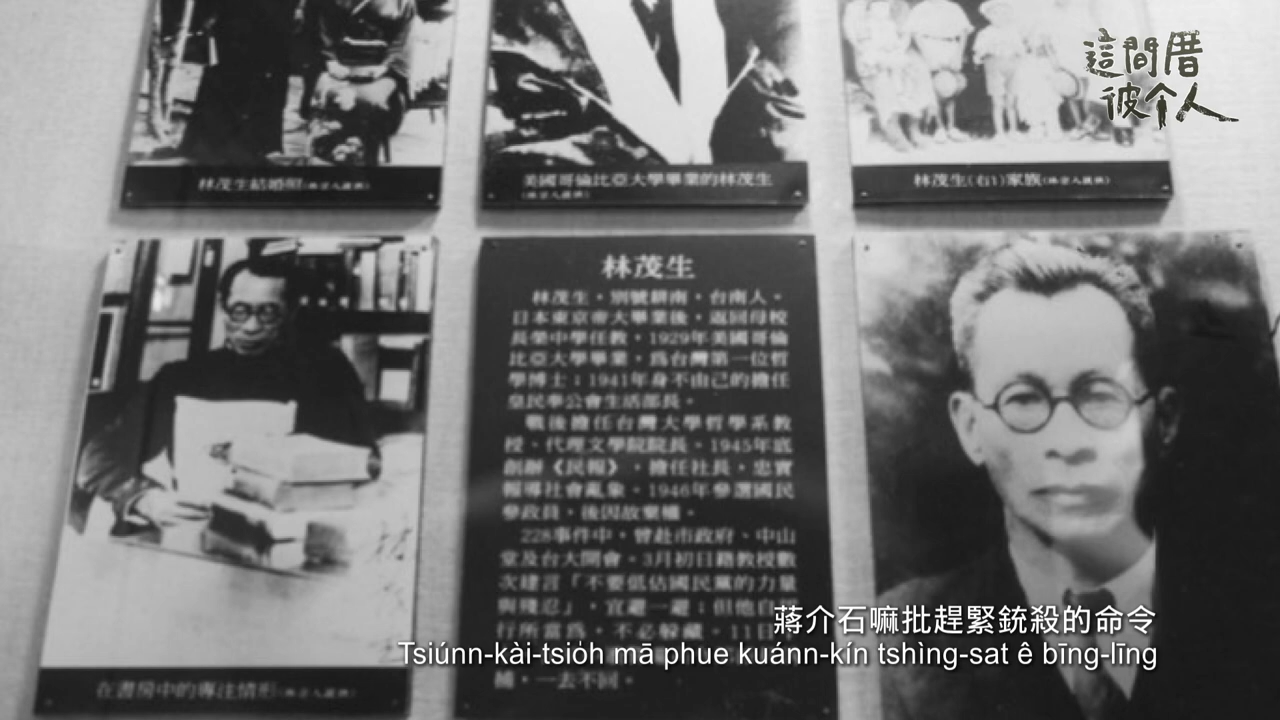 這間厝
彼个人
林茂生結婚照
美國哥倫比亞大學畢業的林茂生
林茂生(右1)家族
林茂生
林茂生，別號耕南，台南人。
日本東京帝大畢業後，返回母校
長榮中學任教，1929年美國哥倫
比亞大學畢業，為台灣第一位哲
學博士；1941年身不由己的擔任
皇民奉公會生活部長。
戰後擔任台灣大學哲學系教
授、代理文學院院長。1945年底
創辦《民報》，擔任社長，忠實
報導社會亂象。1946年參選國民
參政員，後因故棄權。
228事件中，曾赴市政府、中山
堂及台大開會。3月初日籍教授數
次建言「不要低估國民黨的力量
與殘忍」，宜避一避；但他自
行所當為，不必躲藏。11日
捕，一去不回。
在書房中的專注情形
蔣介石嘛批趕緊銃殺的命令
Tsiúnn-kài-tsio̍h mā phue kuánn-kín tshìng-sat ê bīng-līng